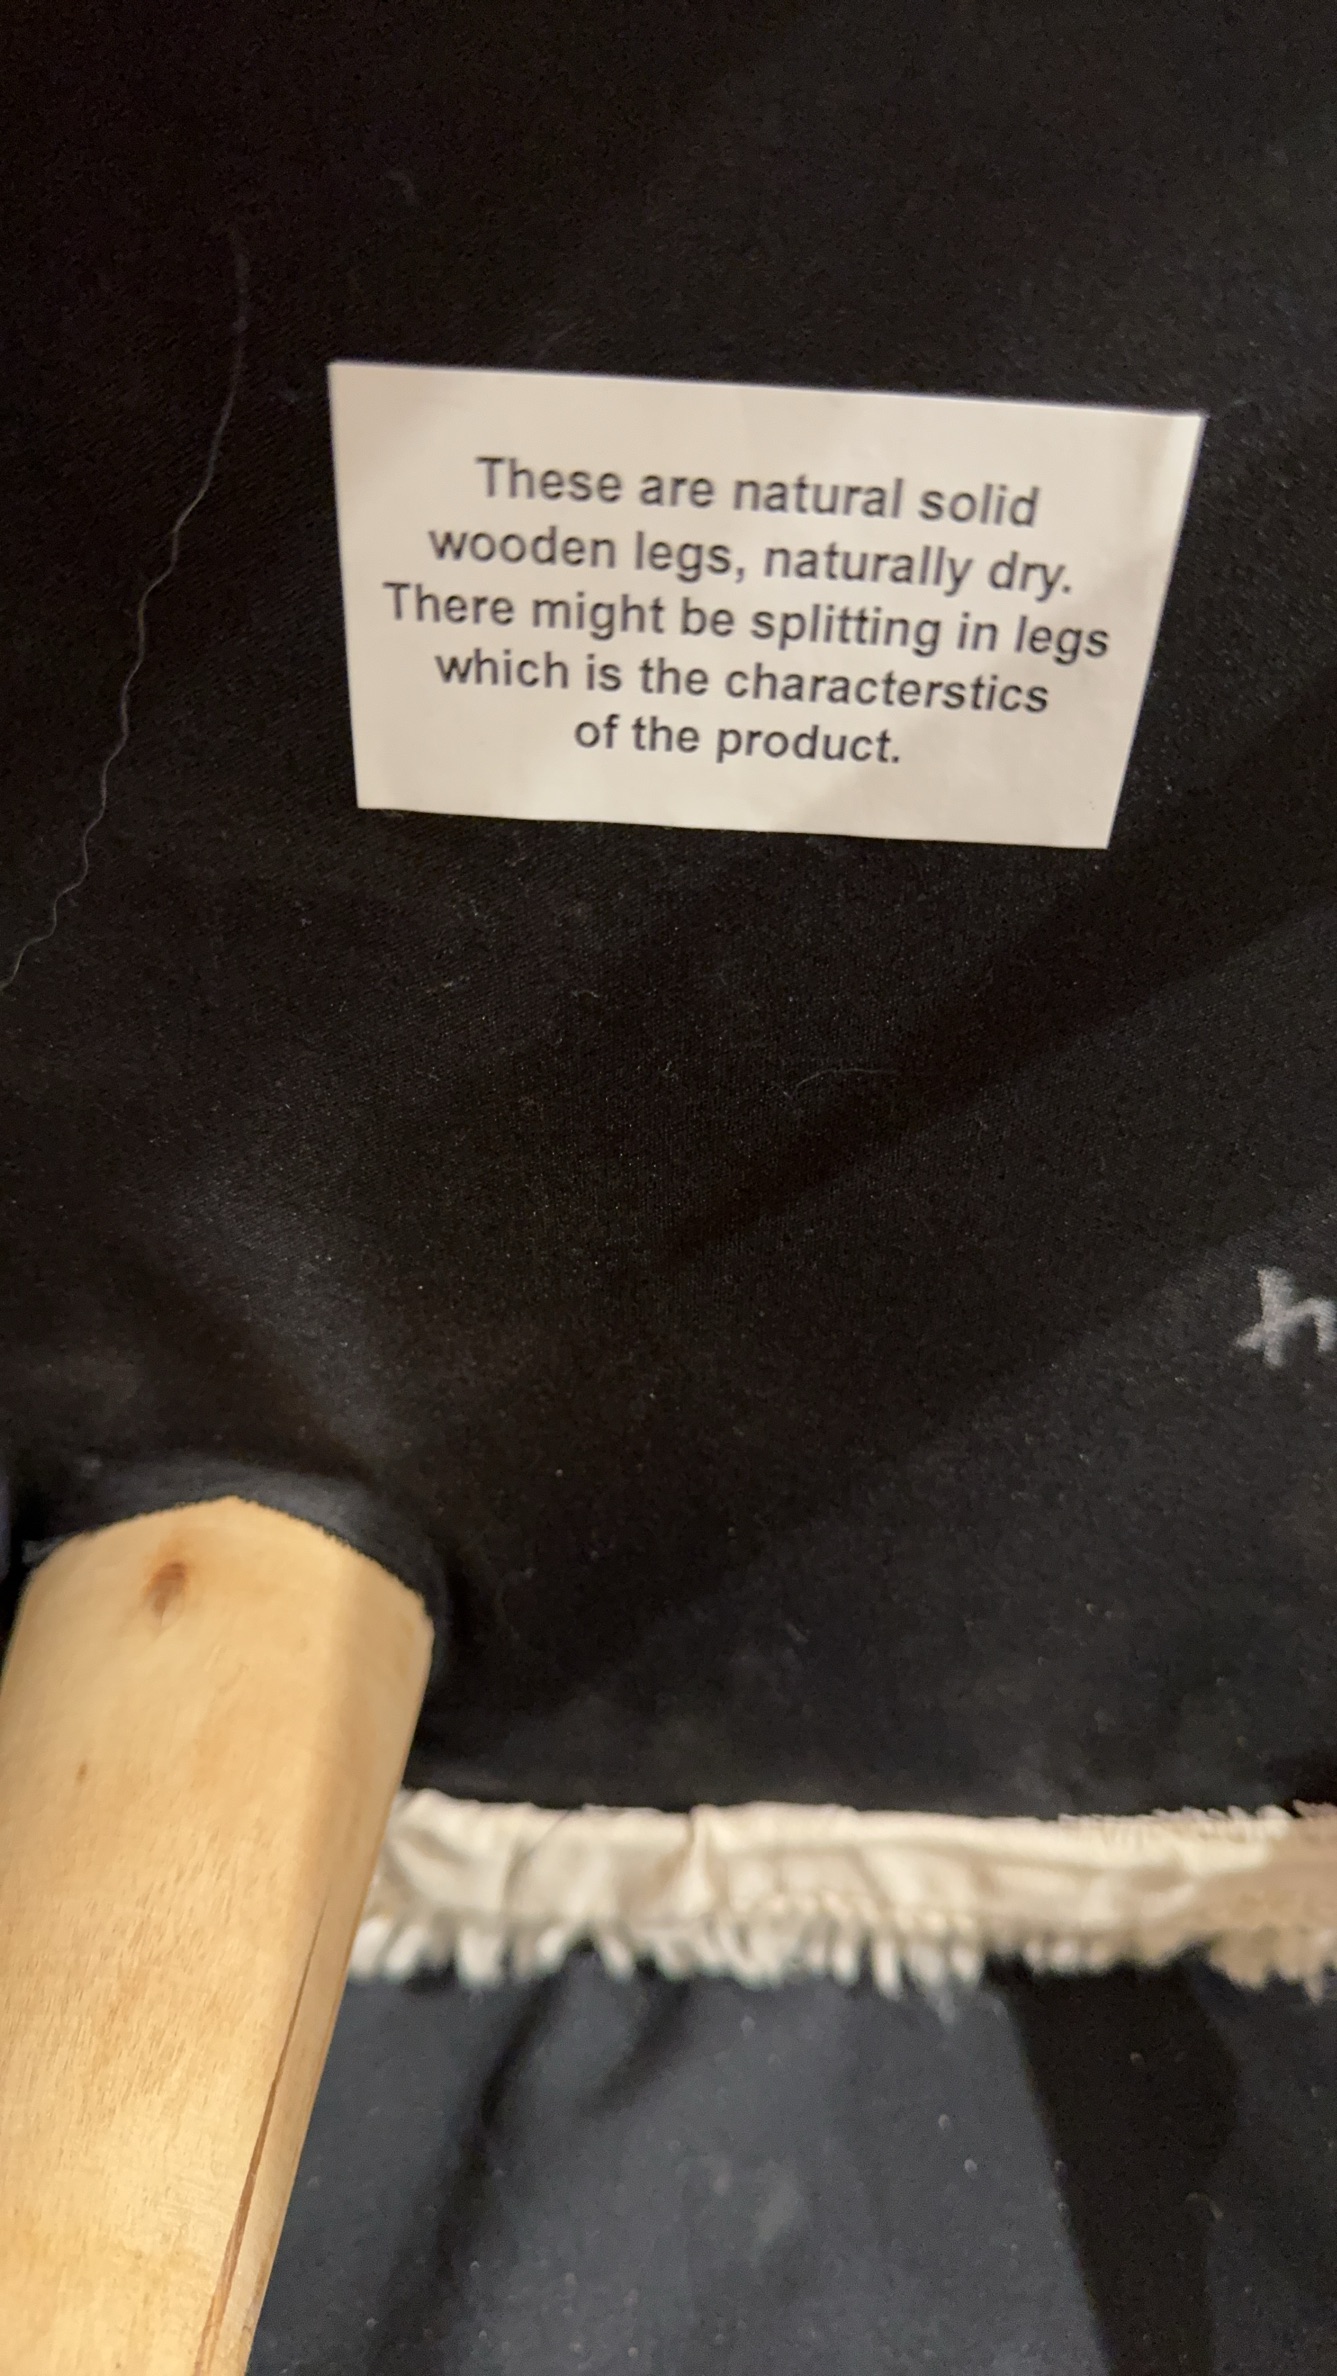 These are natural solid
wooden legs, naturally dry.
There might be splitting in legs
which is the characterstics
of the product.